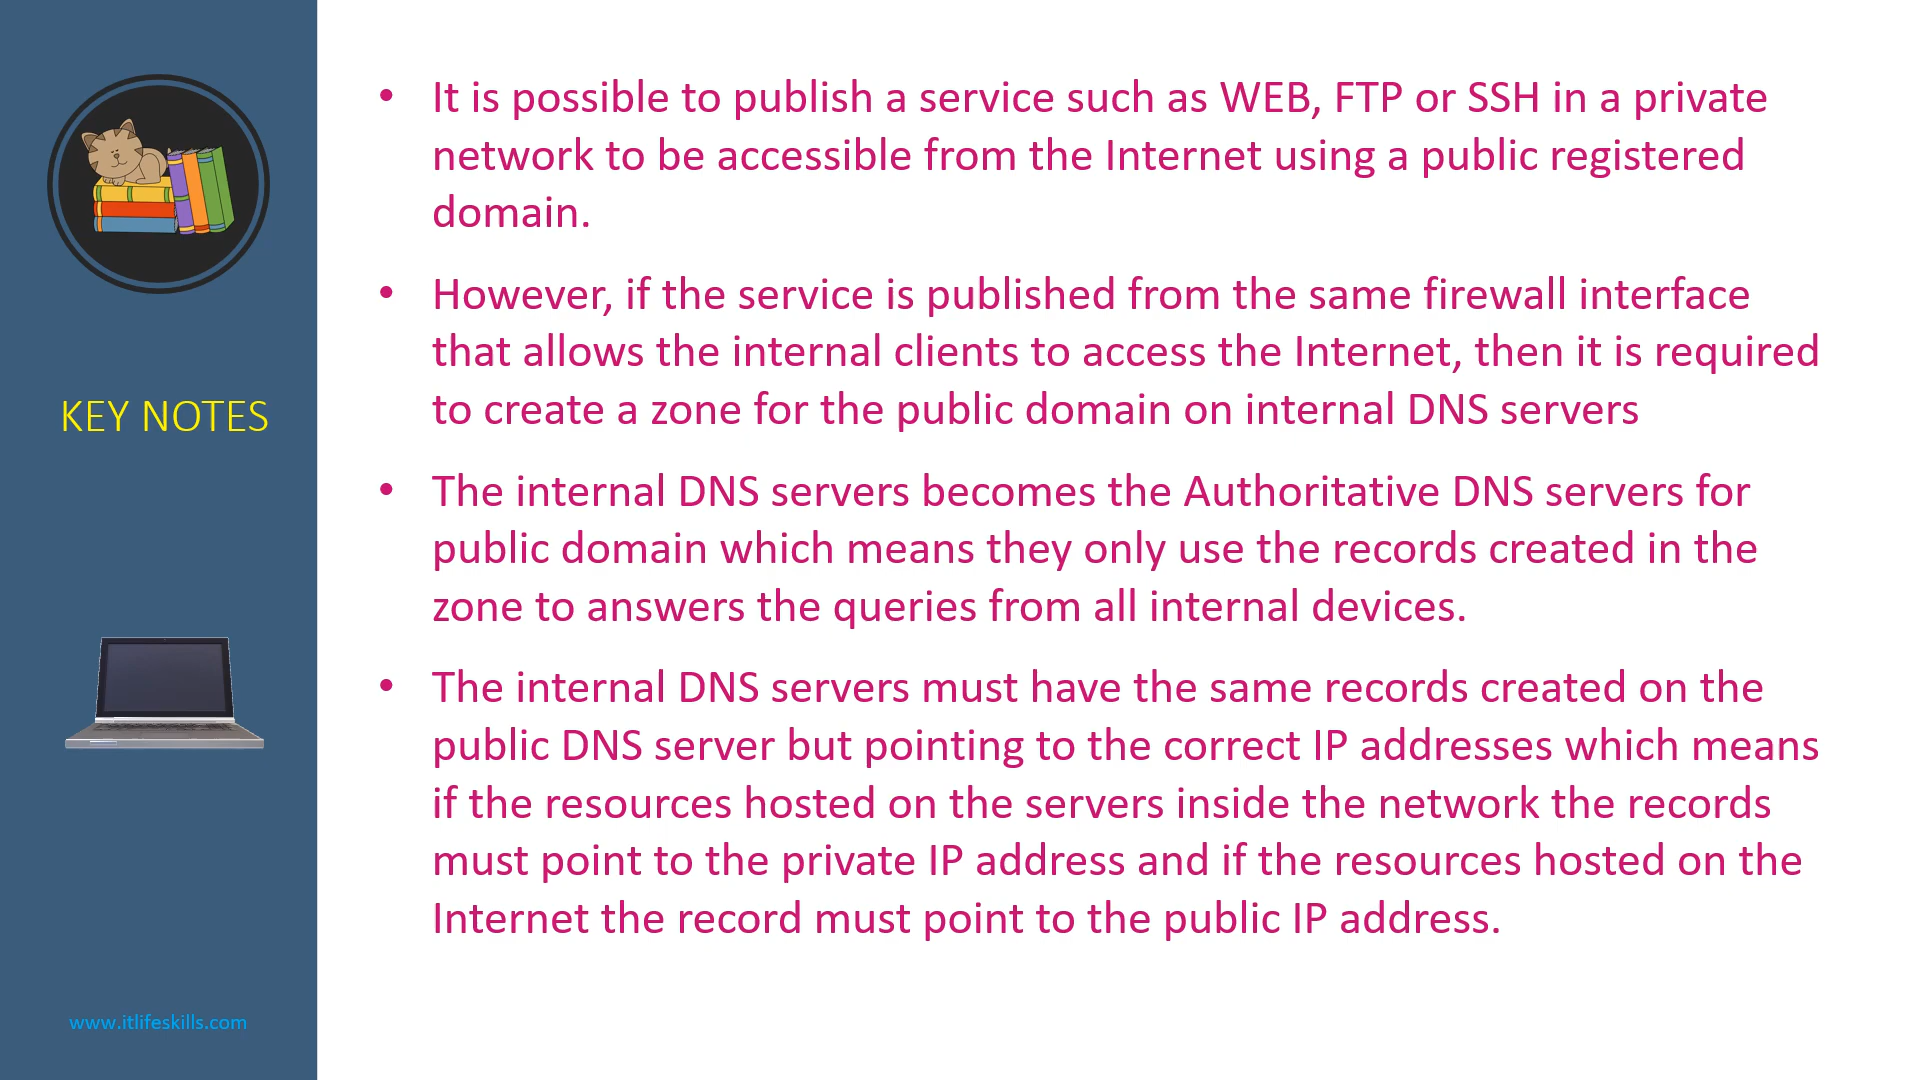 KEY NOTES
www.itlifeskills.com
• It is possible to publish a service such as WEB, FTP or SSH in a private
network to be accessible from the Internet using a public registered
domain.
• However, if the service is published from the same firewall interface
that allows the internal clients to access the Internet, then it is required
to create a zone for the public domain on internal DNS servers
• The internal DNS servers becomes the Authoritative DNS servers for
public domain which means they only use the records created in the
zone to answers the queries from all internal devices.
• The internal DNS servers must have the same records created on the
public DNS server but pointing to the correct IP addresses which means
if the resources hosted on the servers inside the network the records
must point to the private IP address and if the resources hosted on the
Internet the record must point to the public IP address.